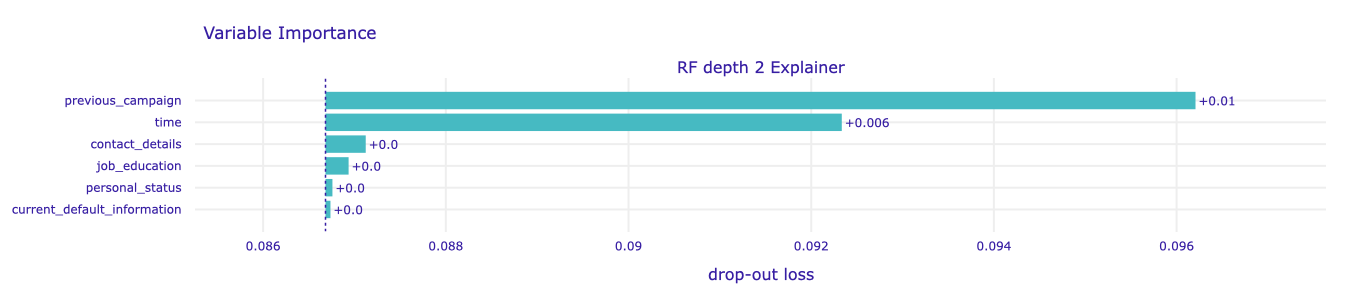 Variable Importance
RF depth 2 Explainer
previous_campaign +0.01
time +0.006
contact_details +0.0
job_education +0.0
personal_status +0.0
current_default_information +0.0
0.086 0.088 0.09 0.092 0.094 0.096
drop-out loss